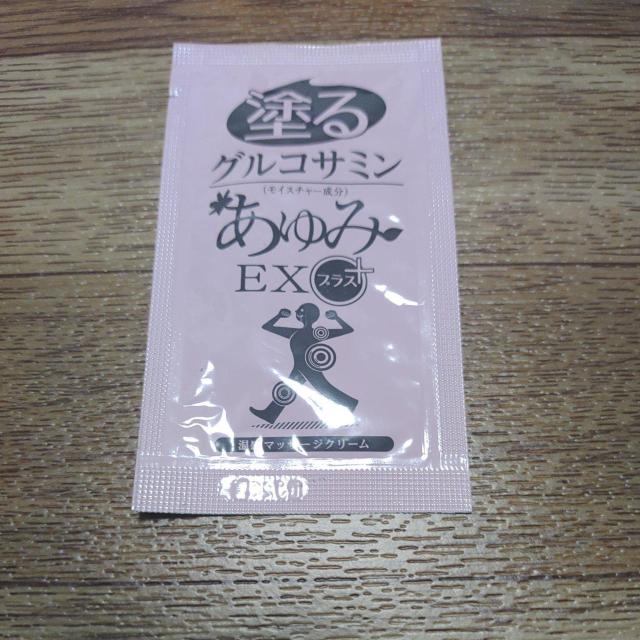 塗る
グルコサミン
(モイスチャー成分)
あゆみ
EX プラス
マッサージクリーム